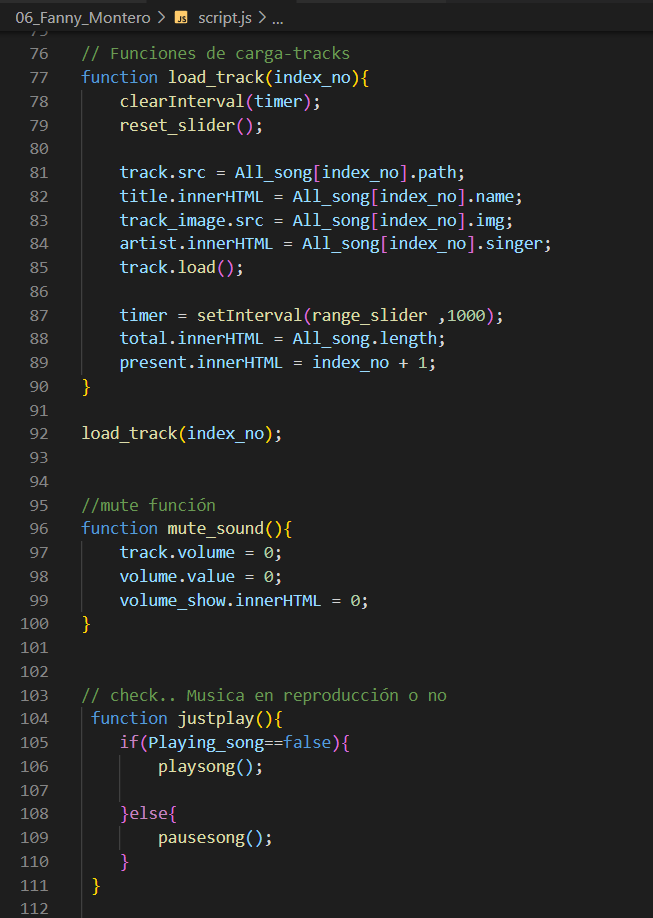 06_Fanny_Montero > JS script.js > ...
75
76 // Funciones de carga-tracks
77 function load_track(index_no){
78 clearInterval(timer);
79 reset_slider();
80
81 track.src = All_song[index_no].path;
82 title.innerHTML = All_song[index_no].name;
83 track_image.src = All_song[index_no].img;
84 artist.innerHTML = All_song[index_no].singer;
85 track.load();
86
87 timer = setInterval(range_slider ,1000);
88 total.innerHTML = All_song.length;
89 present.innerHTML = index_no + 1;
90 }
91
92 load_track(index_no);
93
94
95 //mute función
96 function mute_sound(){
97 track.volume = 0;
98 volume.value = 0;
99 volume_show.innerHTML = 0;
100 }
101
102
103 // check.. Musica en reproducción o no
104 function justplay(){
105 if(Playing_song==false){
106 playsong();
107
108 }else{
109 pausesong();
110 }
111 }
112